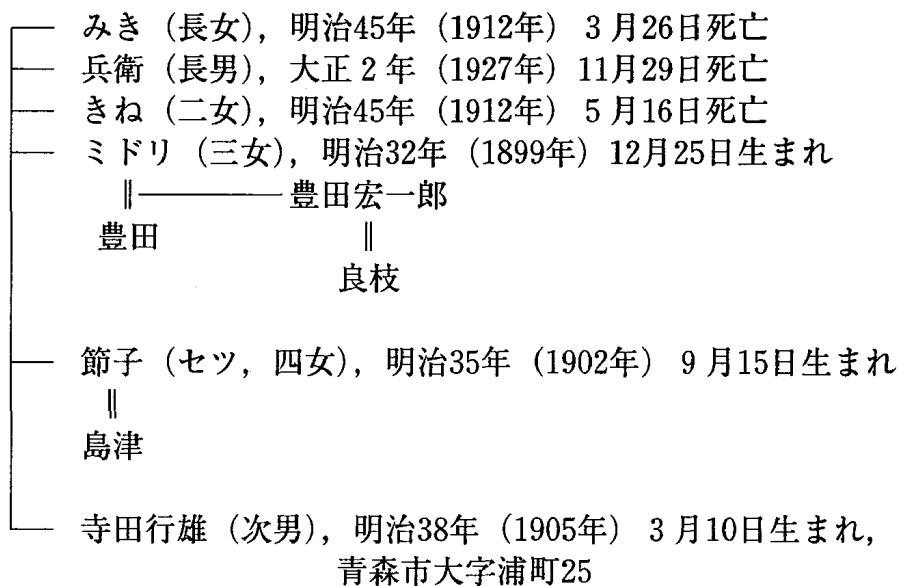 みき（長女），明治45年（1912年）3月26日死亡
兵衛（長男），大正2年（1927年）11月29日死亡
きね（二女），明治45年（1912年）5月16日死亡
ミドリ（三女），明治32年（1899年）12月25日生まれ
豊田宏一郎
豊田
良枝
節子（セツ，四女），明治35年（1902年）9月15日生まれ
島津
寺田行雄（次男），明治38年（1905年）3月10日生まれ，
青森市大字浦町25